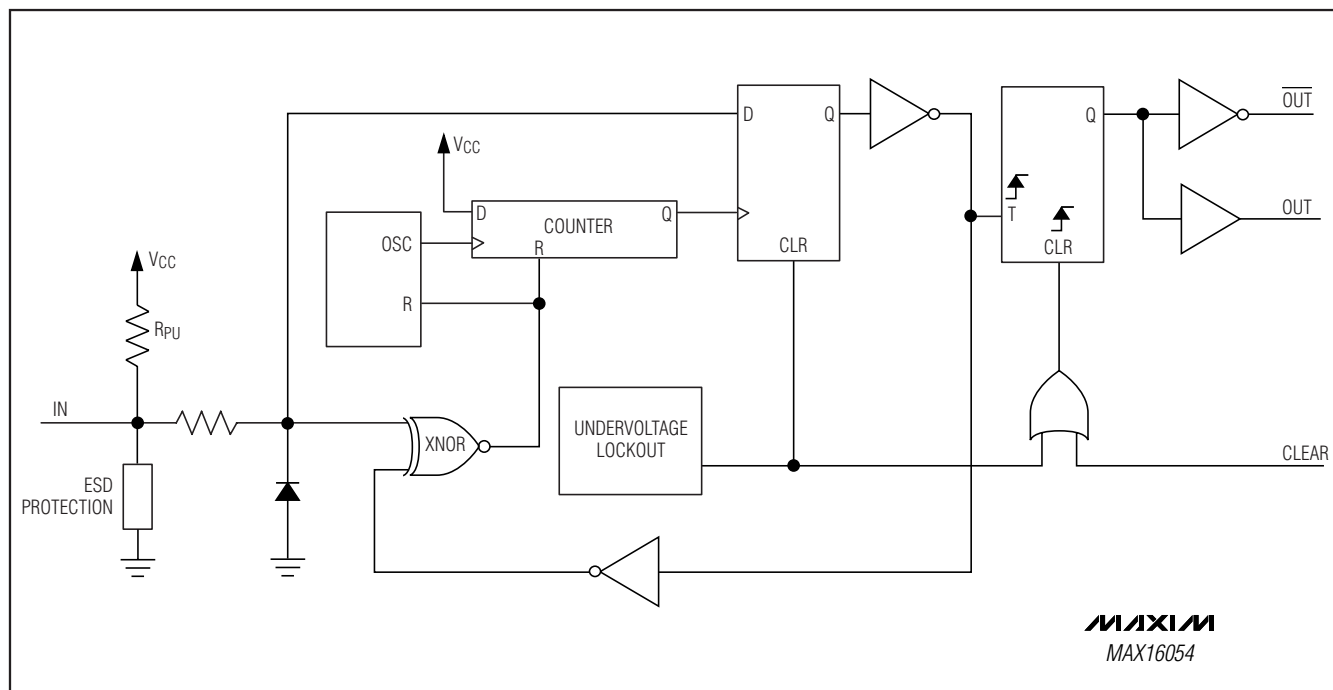 D
Q
Q
OUT
VCC
D
COUNTER
Q
T
OUT
OSC
R
CLR
CLR
VCC
R
RPU
IN
XNOR
UNDERVOLTAGE
LOCKOUT
CLEAR
ESD
PROTECTION
MAXIM
MAX16054